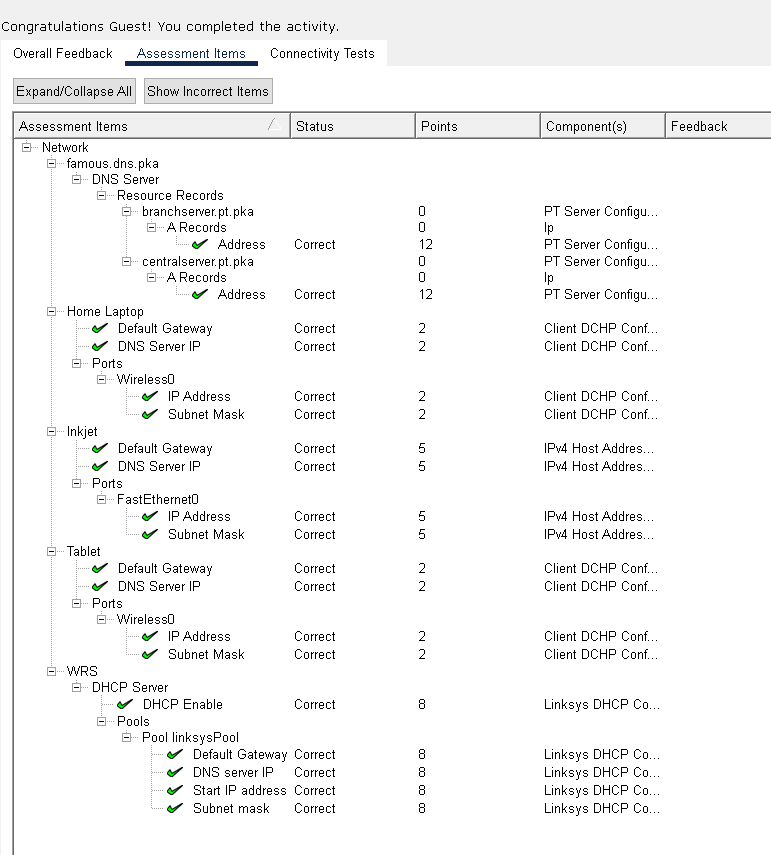 Congratulations Guest! You completed the activity.
Overall Feedback Assessment Items Connectivity Tests
Expand/Collapse All Show Incorrect Items
Assessment Items Status Points Component(s) Feedback
Network
famous.dns.pka
DNS Server
Resource Records
branchserver.pt.pka 0 PT Server Configu...
A Records 0 Ip
Address Correct 12 PT Server Configu...
centralserver.pt.pka 0 PT Server Configu...
A Records 0 Ip
Address Correct 12 PT Server Configu...
Home Laptop
Default Gateway Correct 2 Client DCHP Conf...
DNS Server IP Correct 2 Client DCHP Conf...
Ports
Wireless0
IP Address Correct 2 Client DCHP Conf...
Subnet Mask Correct 2 Client DCHP Conf...
Inkjet
Default Gateway Correct 5 IPv4 Host Addres...
DNS Server IP Correct 5 IPv4 Host Addres...
Ports
FastEthernet0
IP Address Correct 5 IPv4 Host Addres...
Subnet Mask Correct 5 IPv4 Host Addres...
Tablet
Default Gateway Correct 2 Client DCHP Conf...
DNS Server IP Correct 2 Client DCHP Conf...
Ports
Wireless0
IP Address Correct 2 Client DCHP Conf...
Subnet Mask Correct 2 Client DCHP Conf...
WRS
DHCP Server
DHCP Enable Correct 8 Linksys DHCP Co...
Pools
Pool linksysPool
Default Gateway Correct 8 Linksys DHCP Co...
DNS server IP Correct 8 Linksys DHCP Co...
Start IP address Correct 8 Linksys DHCP Co...
Subnet mask Correct 8 Linksys DHCP Co...